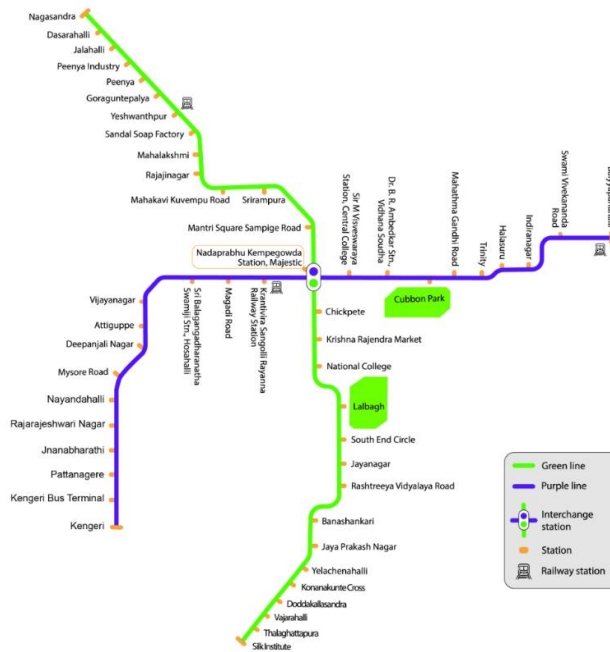 Nagasandra
Dasarahalli
Jalahalli
Peenya Industry
Peenya
Goraguntepalya
Yeshwanthpur
Sandal Soap Factory
Mahalakshmi
Rajajinagar
Mahakavi Kuvempu Road
Srirampura
Mantri Square Sampige Road
Nadaprabhu Kempegowda
Station, Majestic
Sir M Visveswaraya
Station, Central College
Dr. B. R. Ambedkar Stn.,
Vidhana Soudha
Cubbon Park
Mahathma Gandhi Road
Trinity
Halasuru
Indiranagar
Swami Vivekananda
Road
Vijayanagar
Attiguppe
Deepanjali Nagar
Mysore Road
Nayandahalli
Rajarajeshwari Nagar
Jnanabharathi
Pattanagere
Kengeri Bus Terminal
Kengeri
Sri Balagangadharanatha
Swamiji Stn., Hosahalli
Magadi Road
Krantivira Sangolli Rayanna
Railway Station
Chickpete
Krishna Rajendra Market
National College
Lalbagh
South End Circle
Jayanagar
Rashtreeya Vidyalaya Road
Banashankari
Jaya Prakash Nagar
Yelachenahalli
Konanakunte Cross
Doddakallasandra
Vajarahalli
Thalaghattapura
Silk Institute
Green line
Purple line
Interchange
station
Station
Railway station